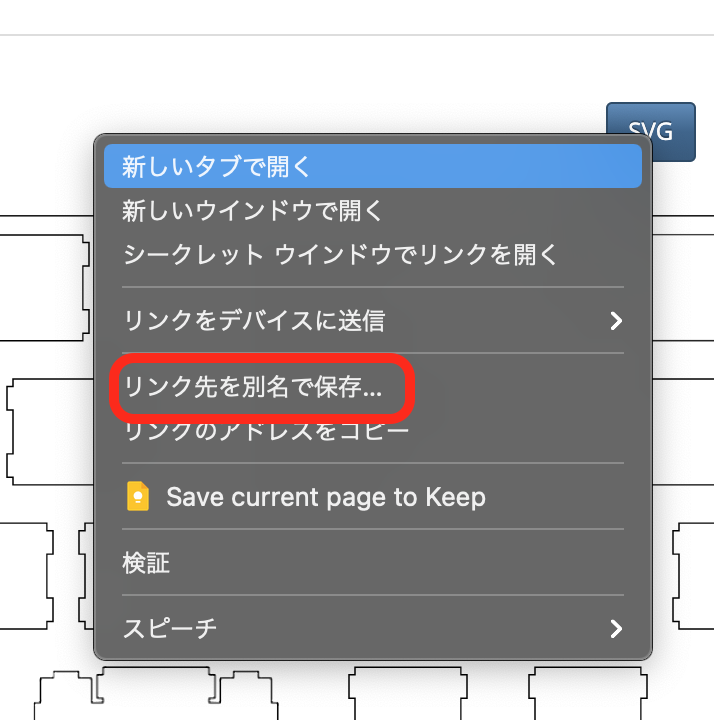 SVG
新しいタブで開く
新しいウインドウで開く
シークレット ウインドウでリンクを開く
リンクをデバイスに送信
リンク先を別名で保存...
リンクのアドレスをコピー
Save current page to Keep
検証
スピーチ